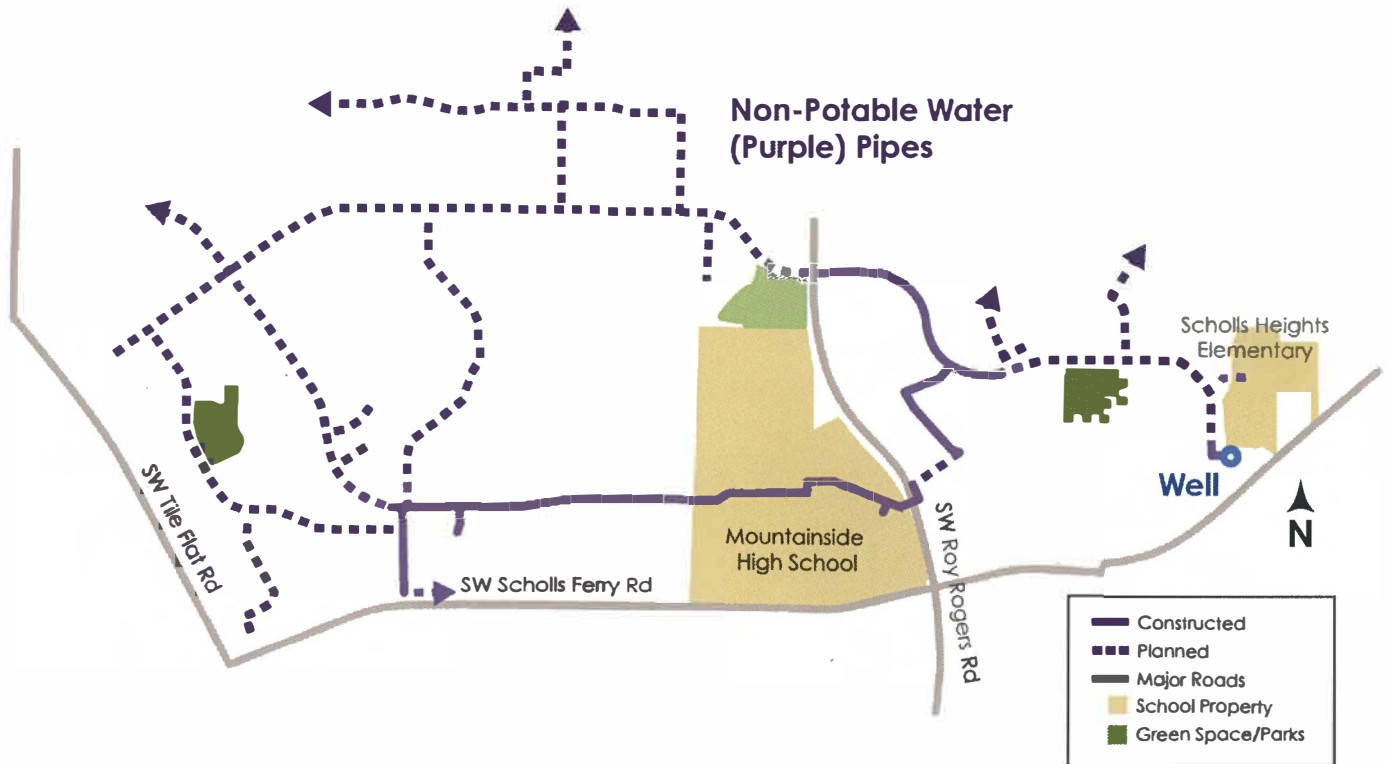 Non-Potable Water
(Purple) Pipes
Scholls Heights
Elementary
Well
N
SW Tile Flat Rd
Mountainside
High School
SW Roy Rogers Rd
SW Scholls Ferry Rd
Constructed
Planned
Major Roads
School Property
Green Space/Parks